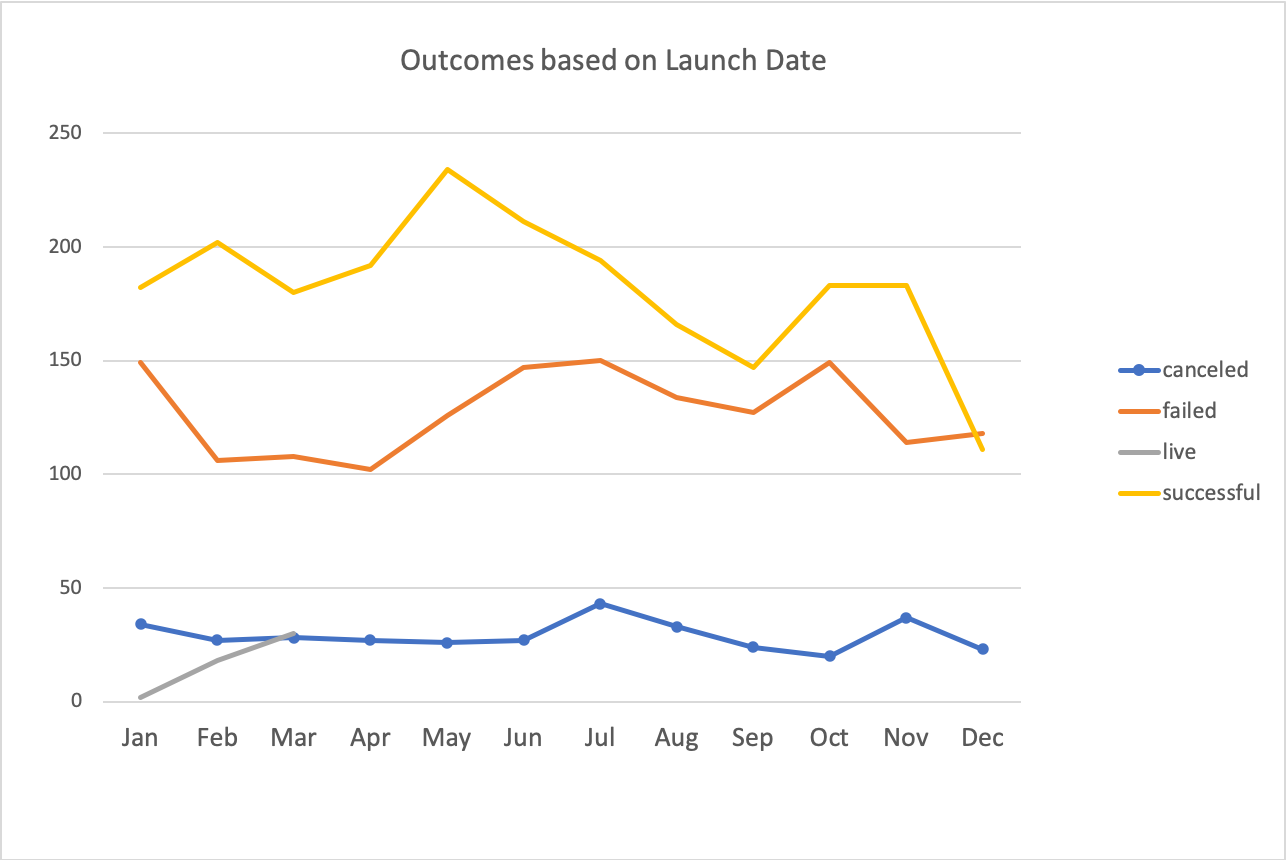 Outcomes based on Launch Date
250
200
150
100
50
0
Jan Feb Mar Apr May Jun Jul Aug Sep Oct Nov Dec
canceled
failed
live
successful